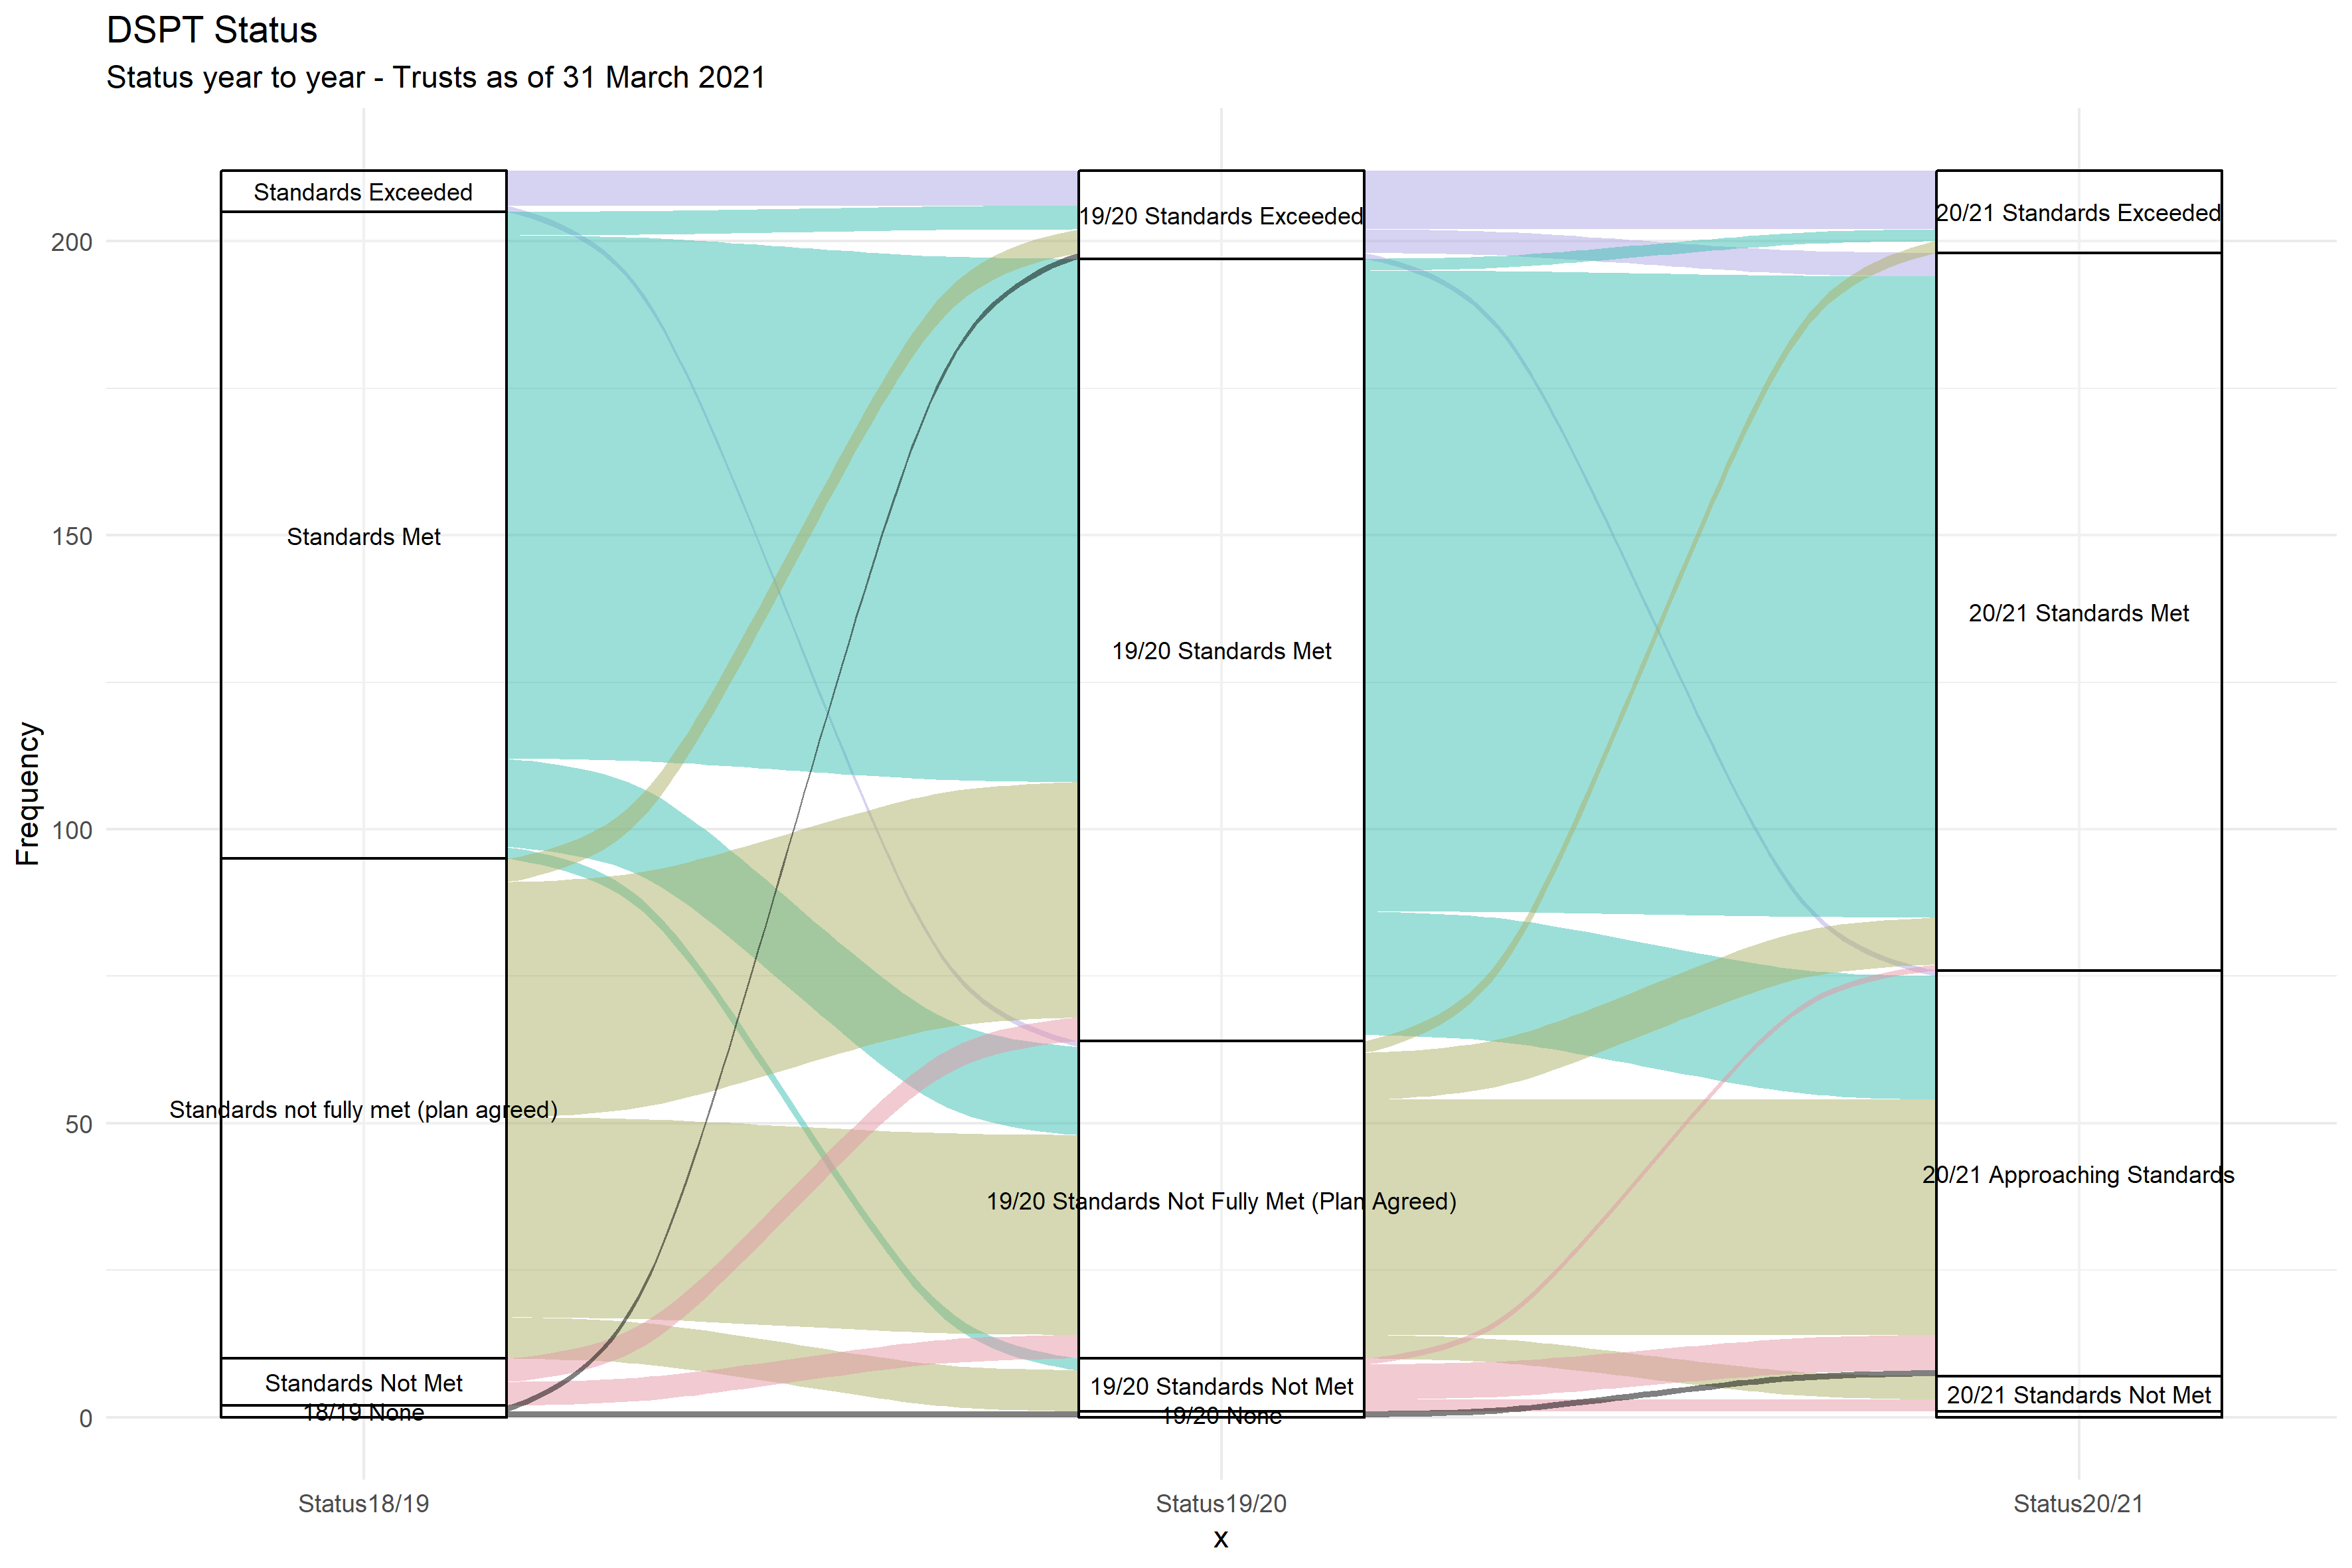 DSPT Status
Status year to year - Trusts as of 31 March 2021
Frequency
200
150
100
50
0
Standards Exceeded
Standards Met
Standards not fully met (plan agreed)
Standards Not Met
18/19 None
19/20 Standards Exceeded
19/20 Standards Met
19/20 Standards Not Fully Met (Plan Agreed)
19/20 Standards Not Met
19/20 None
20/21 Standards Exceeded
20/21 Standards Met
20/21 Approaching Standards
20/21 Standards Not Met
Status18/19
Status19/20
Status20/21
x